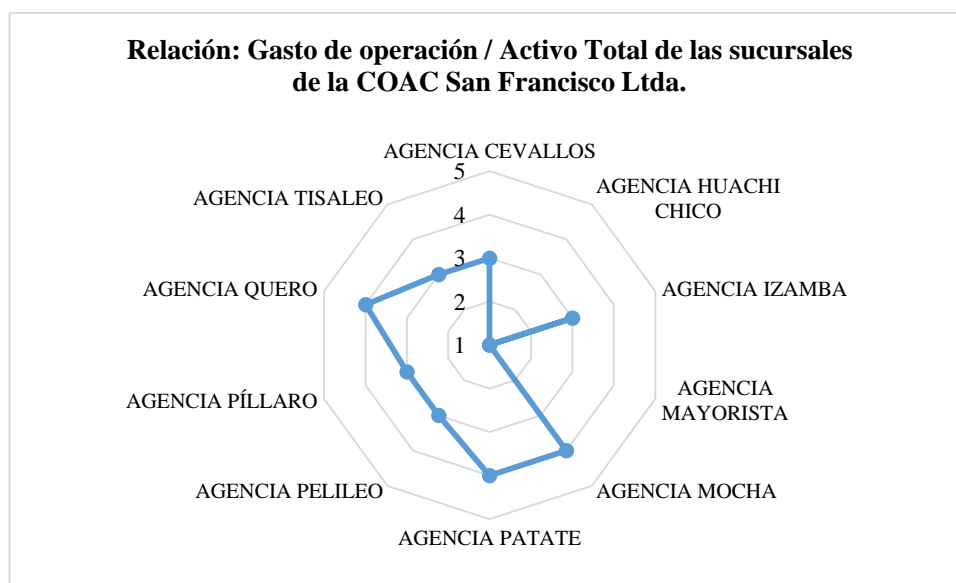 Relación: Gasto de operación / Activo Total de las sucursales
de la COAC San Francisco Ltda.
AGENCIA CEVALLOS
5
AGENCIA HUACHI
CHICO
AGENCIA TISALEO
4
3
AGENCIA QUERO
AGENCIA IZAMBA
2
1
AGENCIA PÍLLARO
AGENCIA
MAYORISTA
AGENCIA PELILEO
AGENCIA MOCHA
AGENCIA PATATE